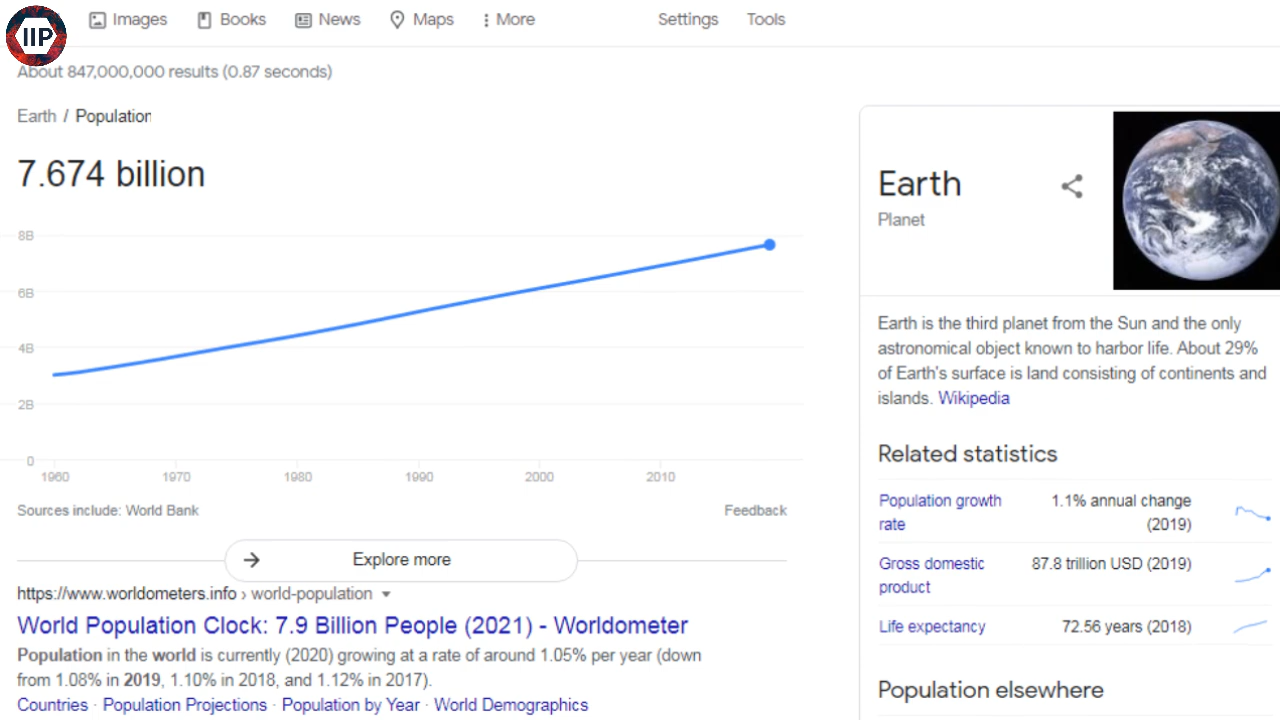 IIP
Images Books News Maps More Settings Tools
About 847,000,000 results (0.87 seconds)
Earth / Population
7.674 billion
8B
6B
4B
2B
0
1960 1970 1980 1990 2000 2010
Sources include: World Bank Feedback
Explore more
https://www.worldometers.info › world-population
World Population Clock: 7.9 Billion People (2021) - Worldometer
Population in the world is currently (2020) growing at a rate of around 1.05% per year (down
from 1.08% in 2019, 1.10% in 2018, and 1.12% in 2017).
Countries · Population Projections · Population by Year · World Demographics
Earth
Planet
Earth is the third planet from the Sun and the only
astronomical object known to harbor life. About 29%
of Earth's surface is land consisting of continents and
islands. Wikipedia
Related statistics
Population growth 1.1% annual change
rate (2019)
Gross domestic 87.8 trillion USD (2019)
product
Life expectancy 72.56 years (2018)
Population elsewhere